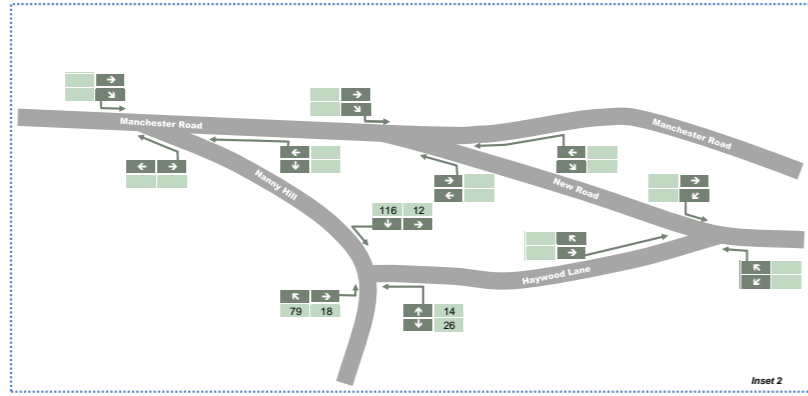 Manchester Road
Manchester Road
Nanny Hill
New Road
116 12
Haywood Lane
79 18
14
26
Inset 2